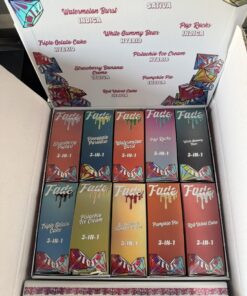 SATIVA
Watermelon Burst
INDICA
White Gummy Bear
HYBRID
Pop Rocks
INDICA
Triple Gelato Cake
HYBRID
Pistachio Ice Cream
HYBRID
Strawberry Banana
Creme
Pumpkin Pie
INDICA
Red Velvet Cake
Fade
3-IN-1
Fade
3-IN-1
Fade
Watermelon
Burst
3-IN-1
Fade
Pop Rocks
3-IN-1
Fade
3-IN-1
Fade
Triple Gelato
Cake
3-IN-1
Fade
Pistachio
Ice Cream
3-IN-1
Fade
3-IN-1
Fade
Pumpkin Pie
3-IN-1
Fade
Red Velvet Cake
3-IN-1